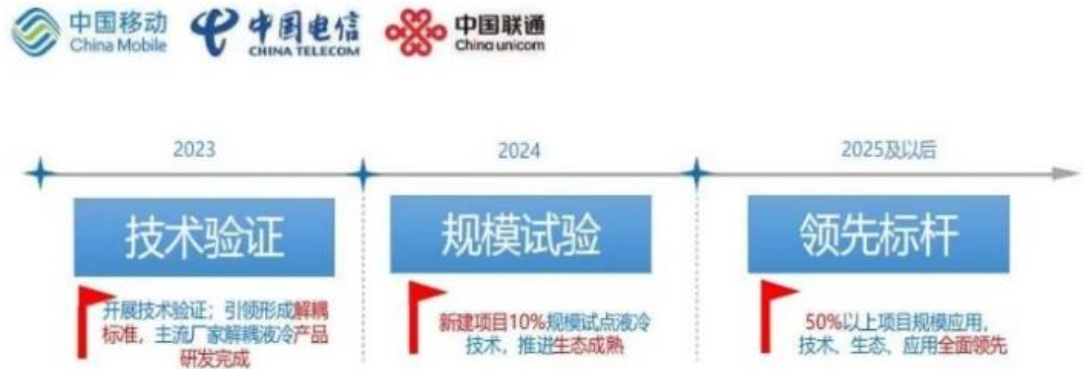 中国移动
China Mobile
中国电信
CHINA TELECOM
中国联通
China unicom
2023
2024
2025及以后
技术验证
规模试验
领先标杆
开展技术验证；引领形成解耦
标准，主流厂家解耦液冷产品
研发完成
新建项目10%规模试点液冷
技术，推进生态成熟
50%以上项目规模应用，
技术、生态、应用全面领先